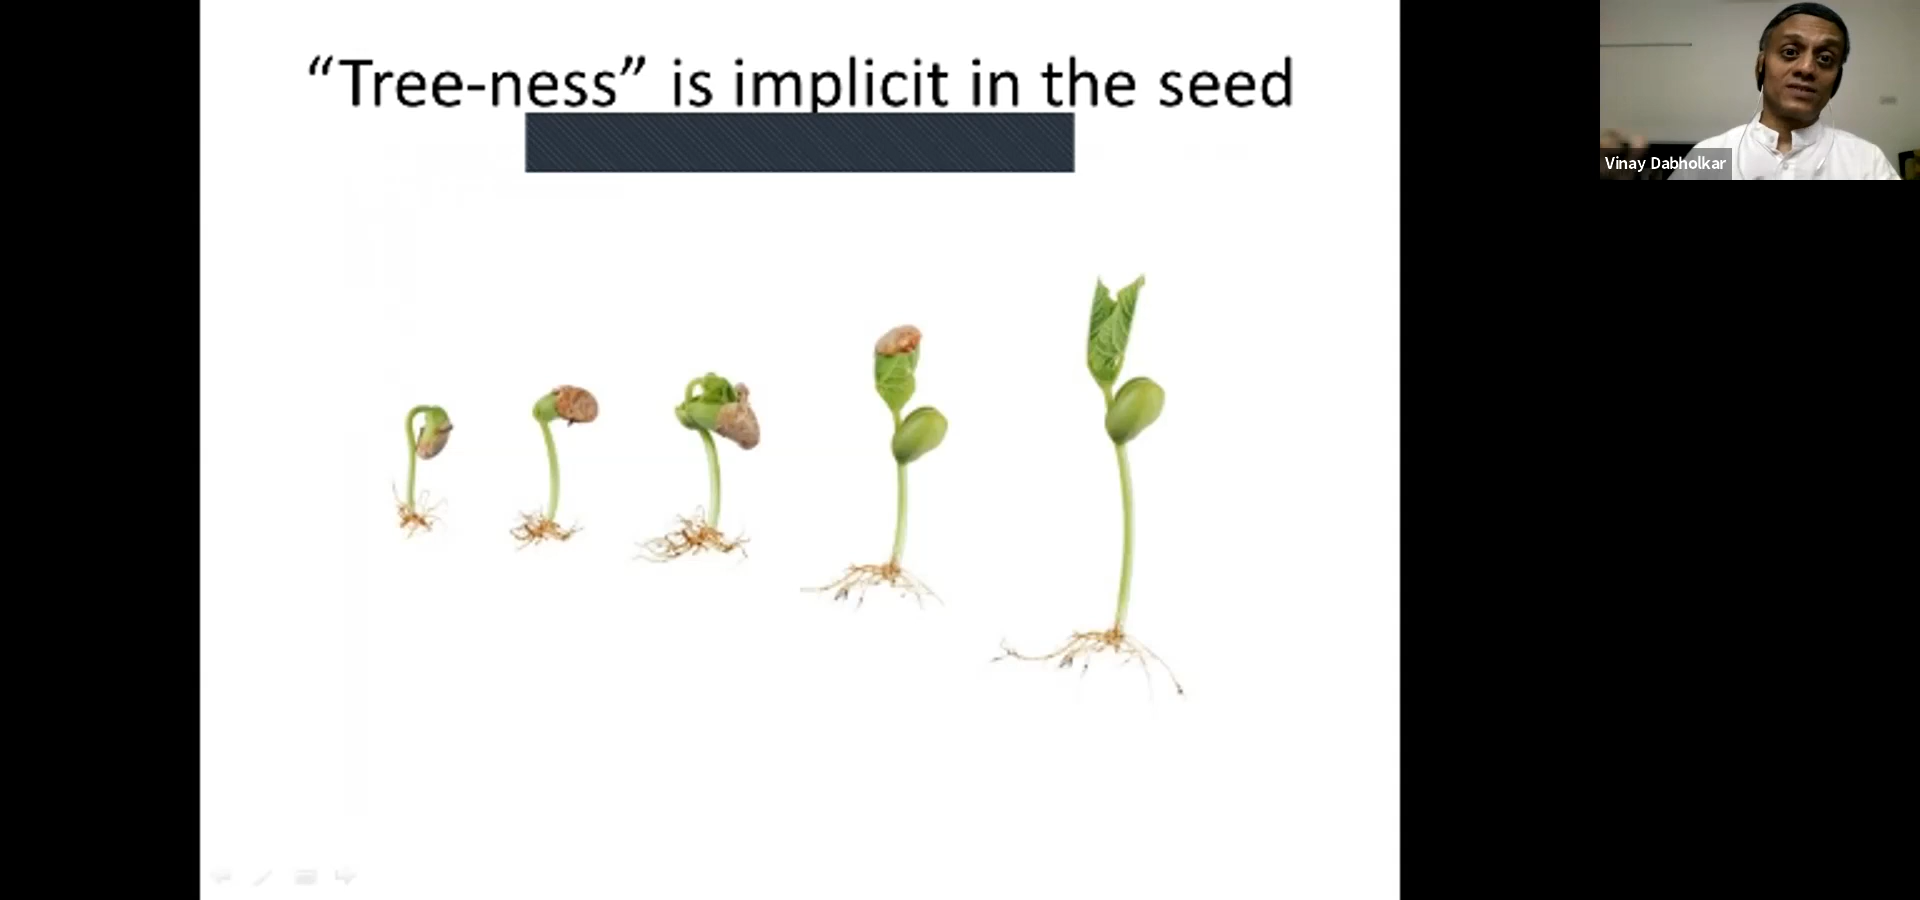 “Tree-ness” is implicit in the seed
Vinay Dabholkar